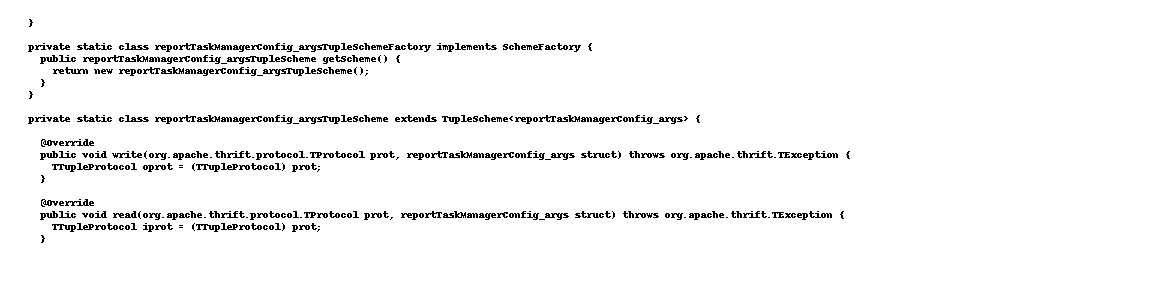 }
private static class reportTaskManagerConfig_argsTupleSchemeFactory implements SchemeFactory {
public reportTaskManagerConfig_argsTupleScheme getScheme() {
return new reportTaskManagerConfig_argsTupleScheme();
}
}
private static class reportTaskManagerConfig_argsTupleScheme extends TupleScheme<reportTaskManagerConfig_args> {
@Override
public void write(org.apache.thrift.protocol.TProtocol prot, reportTaskManagerConfig_args struct) throws org.apache.thrift.TException {
TTupleProtocol oprot = (TTupleProtocol) prot;
}
@Override
public void read(org.apache.thrift.protocol.TProtocol prot, reportTaskManagerConfig_args struct) throws org.apache.thrift.TException {
TTupleProtocol iprot = (TTupleProtocol) prot;
}